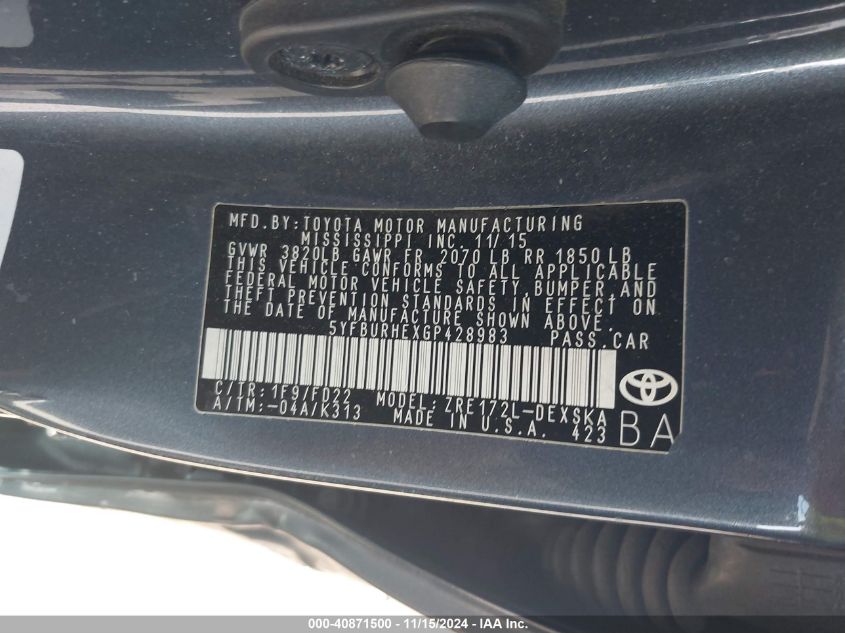 MFD.BY:TOYOTA MOTOR MANUFACTURING
MISSISSIPPI INC. 11/15
GVWR 3820LB GAWR FR 2070 LB RR 1850 LB
THIS VEHICLE CONFORMS TO ALL APPLICABLE
FEDERAL MOTOR VEHICLE SAFETY, BUMPER, AND
THEFT PREVENTION STANDARDS IN EFFECT ON
THE DATE OF MANUFACTURE SHOWN ABOVE.
5YFBURHEXGP428983 PASS.CAR
C/TR:1F9/FD22
A/TM:-04A/K313
MODEL:ZRE172L-DEXSKA
MADE IN U.S.A. 423
BA
000-40871500 - 11/15/2024 - IAA Inc.